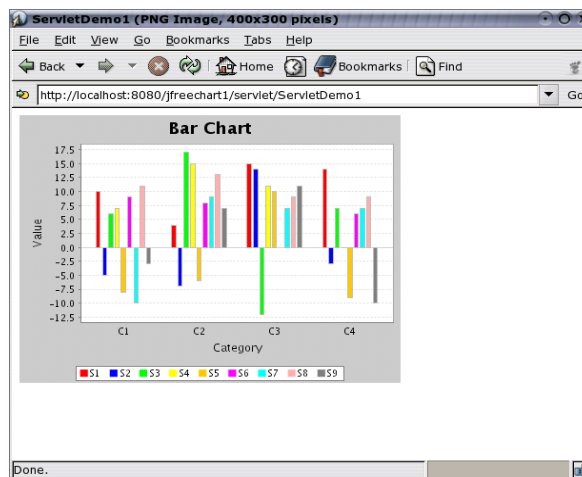 ServletDemo1 (PNG Image, 400x300 pixels)
File Edit View Go Bookmarks Tabs Help
Back Home Bookmarks Find
http://localhost:8080/jfreechart1/servlet/ServletDemo1 Go
Bar Chart
17.5
15.0
12.5
10.0
7.5
5.0
2.5
0.0
-2.5
-5.0
-7.5
-10.0
-12.5
Value
C1 C2 C3 C4
Category
S1 S2 S3 S4 S5 S6 S7 S8 S9
Done.